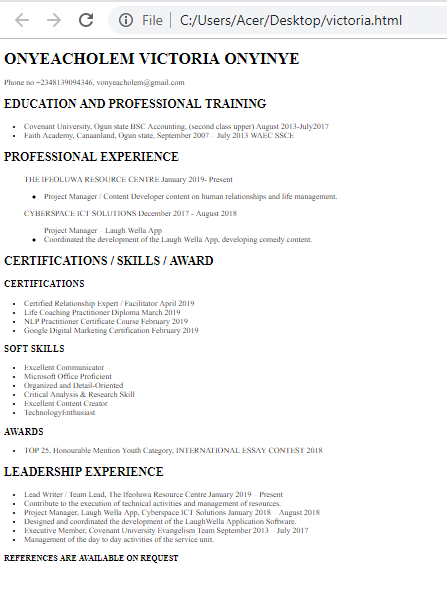 File | C:/Users/Acer/Desktop/victoria.html
ONYEACHOLEM VICTORIA ONYINYE
Phone no +2348139094346, vonyeacholem@gmail.com
EDUCATION AND PROFESSIONAL TRAINING
Covenant University, Ogun state BSC Accounting, (second class upper) August 2013-July2017
Faith Academy, Canaanland, Ogun state, September 2007 – July 2013 WAEC SSCE
PROFESSIONAL EXPERIENCE
THE IFEOLUWA RESOURCE CENTRE January 2019- Present
Project Manager / Content Developer content on human relationships and life management.
CYBERSPACE ICT SOLUTIONS December 2017 - August 2018
Project Manager – Laugh Wella App
Coordinated the development of the Laugh Wella App, developing comedy content.
CERTIFICATIONS / SKILLS / AWARD
CERTIFICATIONS
Certified Relationship Expert / Facilitator April 2019
Life Coaching Practitioner Diploma March 2019
NLP Practitioner Certificate Course February 2019
Google Digital Marketing Certification February 2019
SOFT SKILLS
Excellent Communicator
Microsoft Office Proficient
Organized and Detail-Oriented
Critical Analysis & Research Skill
Excellent Content Creator
TechnologyEnthusiast
AWARDS
TOP 25, Honourable Mention Youth Category, INTERNATIONAL ESSAY CONTEST 2018
LEADERSHIP EXPERIENCE
Lead Writer / Team Lead, The Ifeoluwa Resource Centre January 2019 – Present
Contribute to the execution of technical activities and management of resources.
Project Manager, Laugh Wella App, Cyberspace ICT Solutions January 2018 – August 2018
Designed and coordinated the development of the LaughWella Application Software.
Executive Member, Covenant University Evangelism Team September 2013 – July 2017
Management of the day to day activities of the service unit.
REFERENCES ARE AVAILABLE ON REQUEST